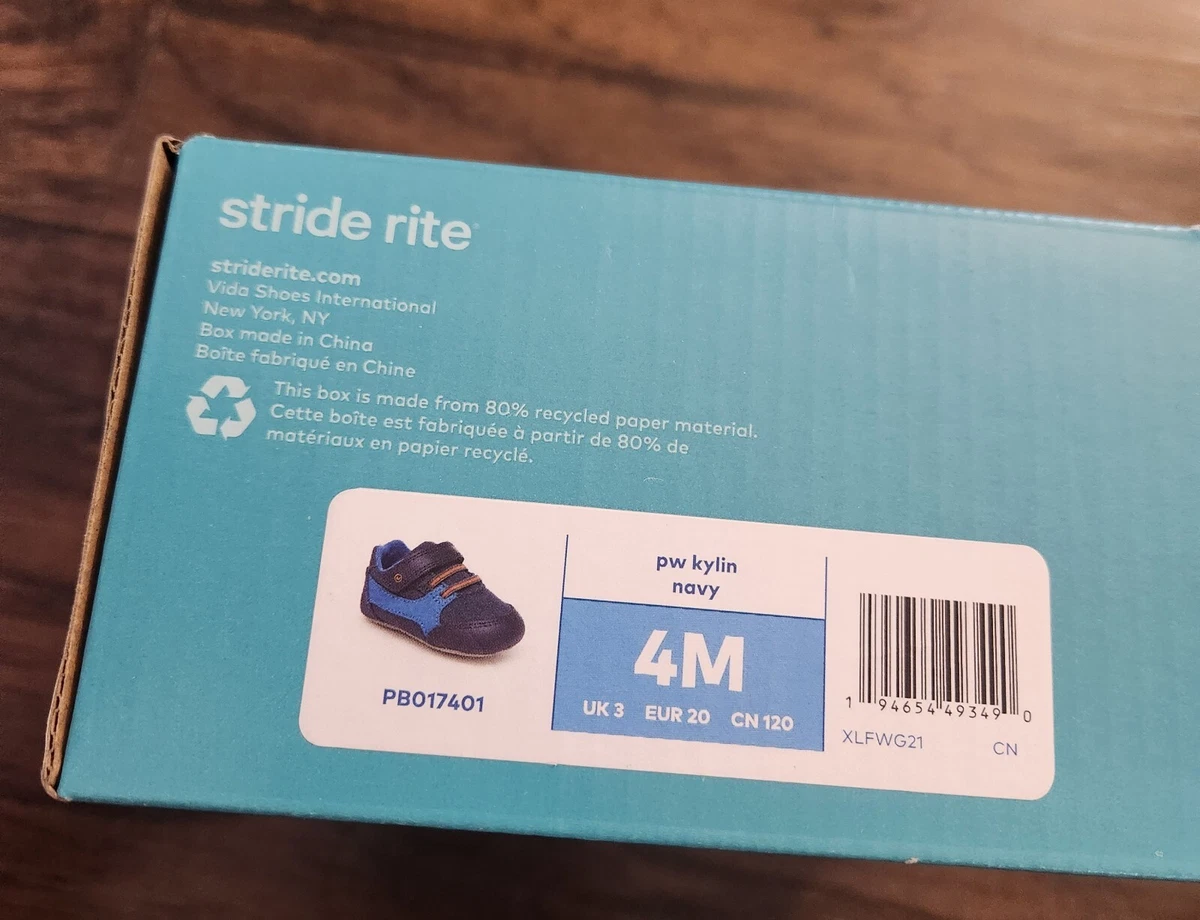 stride rite
striderite.com
Vida Shoes International
New York, NY
Box made in China
Boîte fabriqué en Chine
This box is made from 80% recycled paper material.
Cette boîte est fabriquée à partir de 80% de
matériaux en papier recyclé.
PB017401
pw kylin
navy
4M
UK 3 EUR 20 CN 120
1 94654 49349 0
XLFWG21 CN